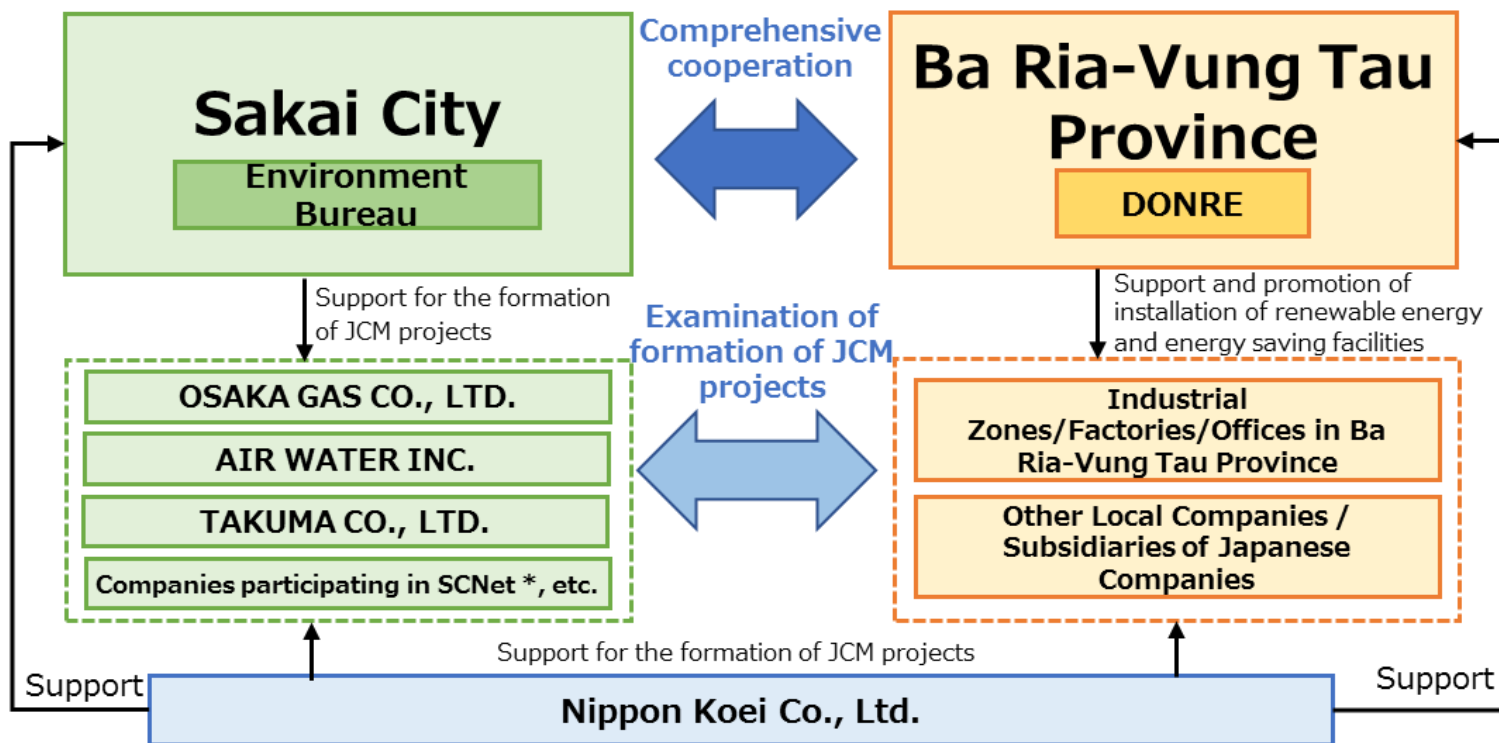 Sakai City
Environment
Bureau
Comprehensive
cooperation
Ba Ria-Vung Tau
Province
DONRE
Support for the formation
of JCM projects
Examination of
formation of JCM
projects
Support and promotion of
installation of renewable energy
and energy saving facilities
OSAKA GAS CO., LTD.
AIR WATER INC.
TAKUMA CO., LTD.
Companies participating in SCNet *, etc.
Industrial
Zones/Factories/Offices in Ba
Ria-Vung Tau Province
Other Local Companies /
Subsidiaries of Japanese
Companies
Support for the formation of JCM projects
Support
Support
Nippon Koei Co., Ltd.